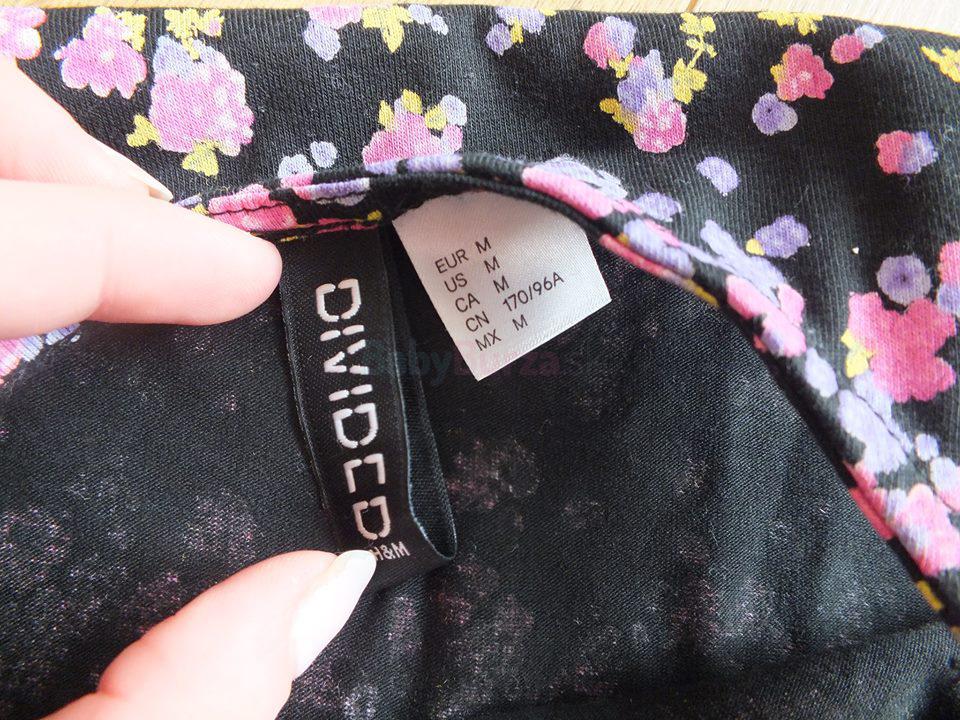 DIVIDED
H&M
EUR M
US M
CA M
CN 170/96A
MX M